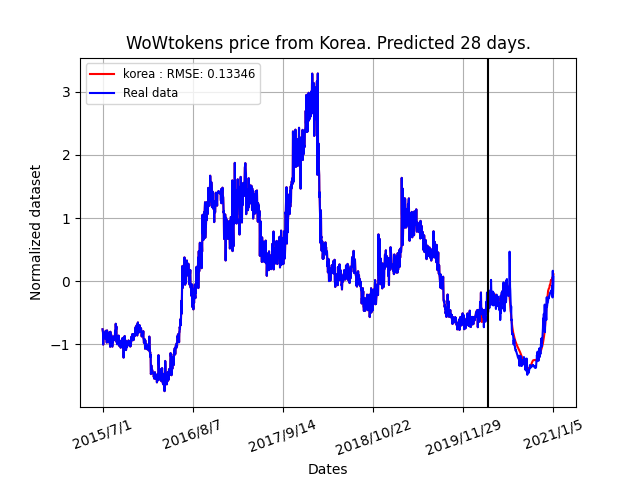 WoWtokens price from Korea. Predicted 28 days.
korea : RMSE: 0.13346
Real data
3
2
1
0
−1
Normalized dataset
2015/7/1
2016/8/7
2017/9/14
2018/10/22
2019/11/29
2021/1/5
Dates